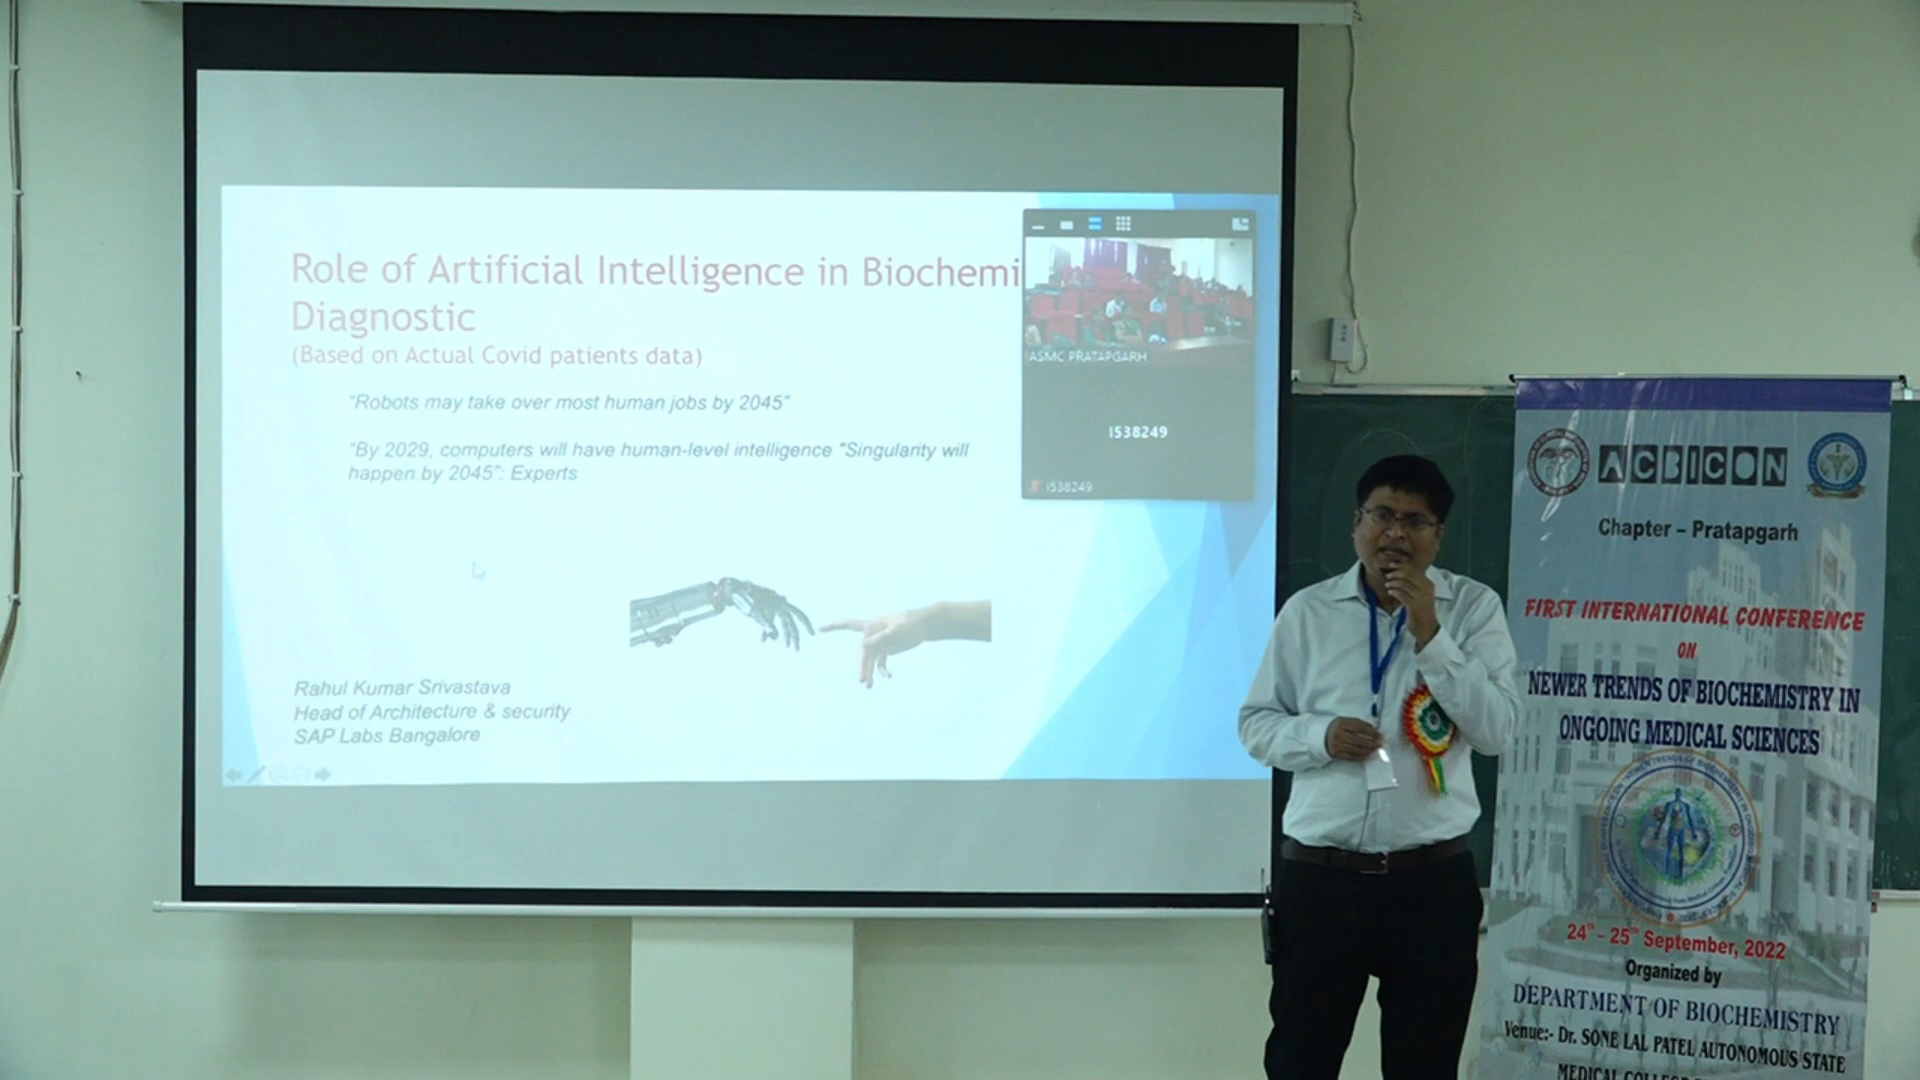 Role of Artificial Intelligence in Biochemi
Diagnostic
(Based on Actual Covid patients data)
"Robots may take over most human jobs by 2045"
"By 2029, computers will have human-level intelligence "Singularity will
happen by 2045": Experts
Rahul Kumar Srivastava
Head of Architecture & security
SAP Labs Bangalore
ASMC PRATAPGARH
I538249
I538249
ACBICON
Chapter – Pratapgarh
FIRST INTERNATIONAL CONFERENCE
ON
NEWER TRENDS OF BIOCHEMISTRY IN
ONGOING MEDICAL SCIENCES
24th – 25th September, 2022
Organized by
DEPARTMENT OF BIOCHEMISTRY
Venue:- Dr. SONE LAL PATEL AUTONOMOUS STATE
MEDICAL COLLEGE